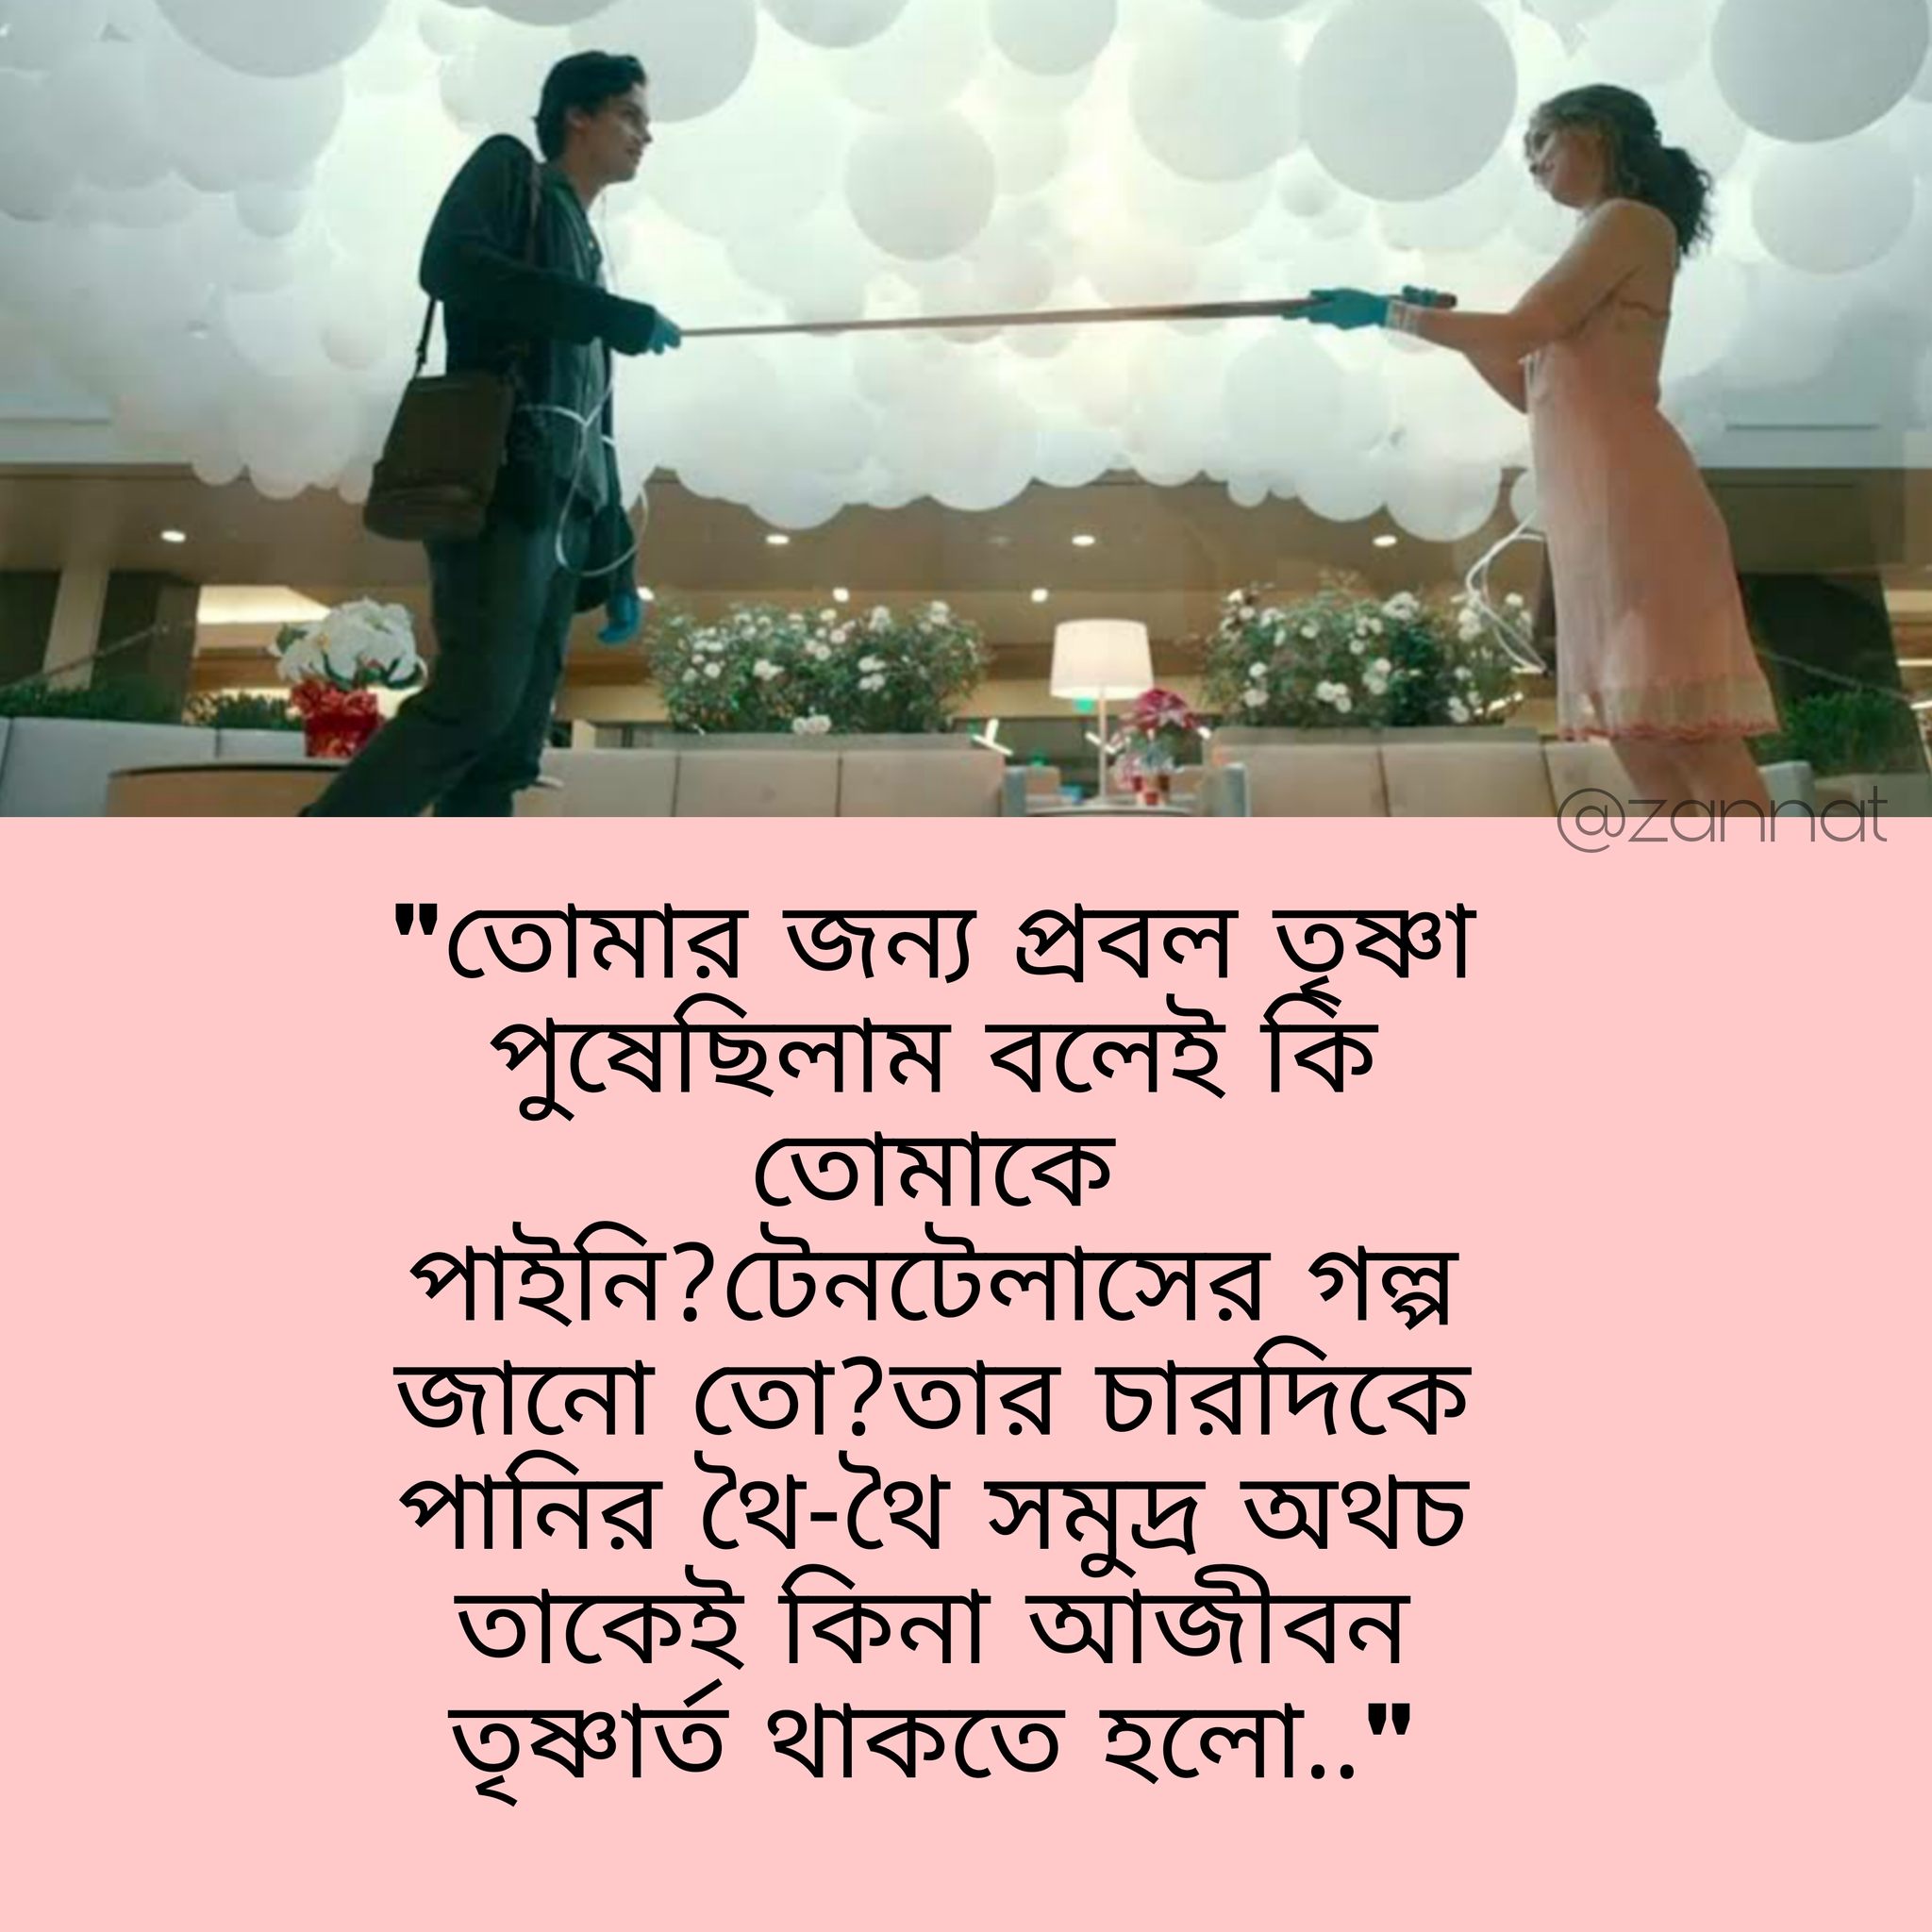 @zannat
"তোমার জন্য প্রবল তৃষ্ণা
পুষেছিলাম বলেই কি
তোমাকে
পাইনি?টেনটেলাসের গল্প
জানো তো?তার চারদিকে
পানির থৈ-থৈ সমুদ্র অথচ
তাকেই কিনা আজীবন
তৃষ্ণার্ত থাকতে হলো.."